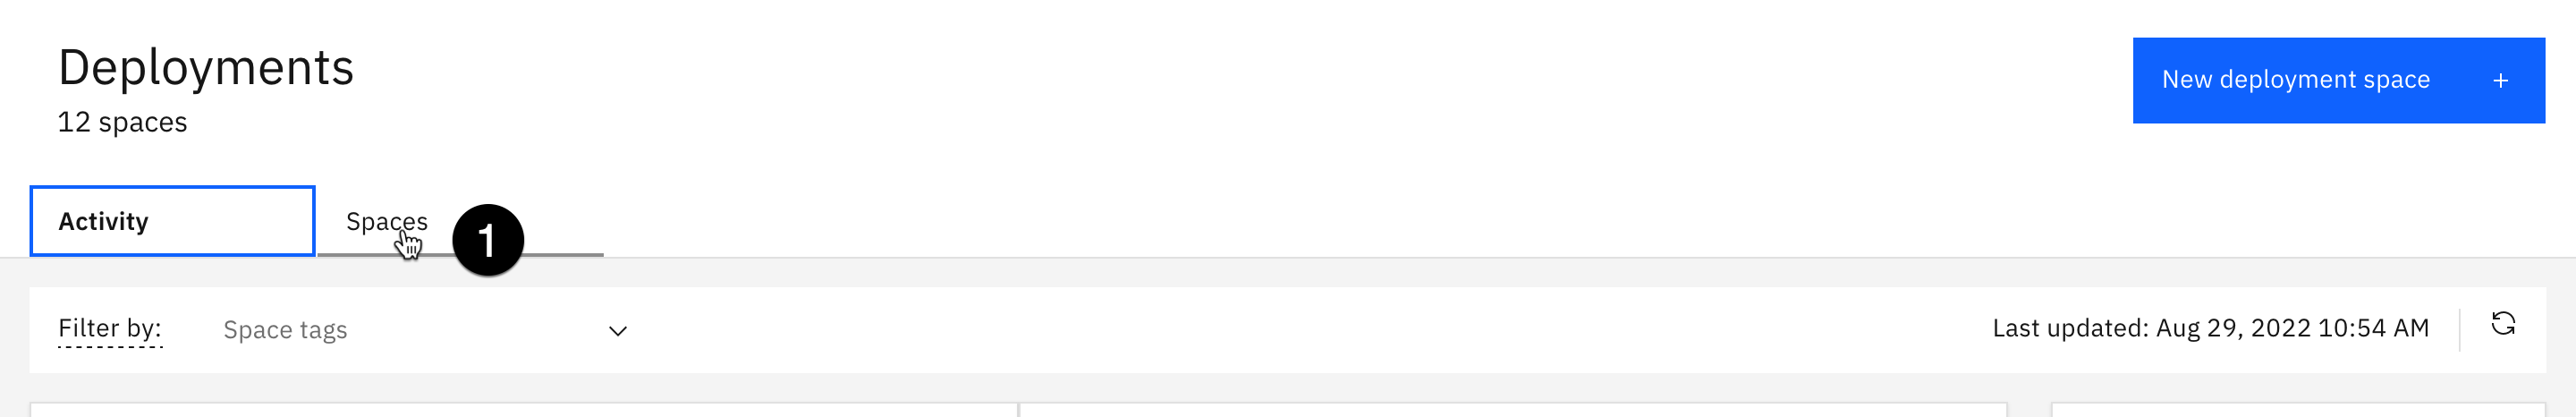 Deployments
12 spaces
New deployment space +
Activity
Spaces
1
Filter by:
Space tags
Last updated: Aug 29, 2022 10:54 AM